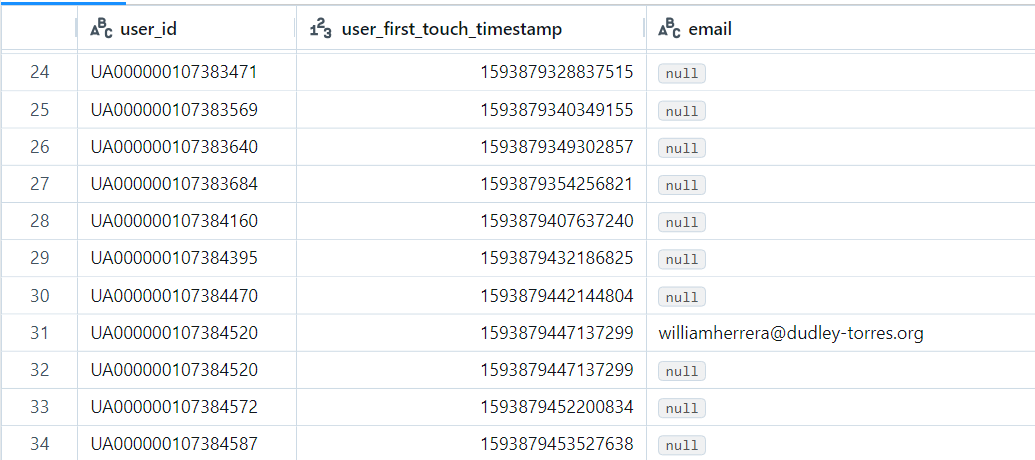 ABC user_id 123 user_first_touch_timestamp ABC email
24 UA000000107383471 1593879328837515 null
25 UA000000107383569 1593879340349155 null
26 UA000000107383640 1593879349302857 null
27 UA000000107383684 1593879354256821 null
28 UA000000107384160 1593879407637240 null
29 UA000000107384395 1593879432186825 null
30 UA000000107384470 1593879442144804 null
31 UA000000107384520 1593879447137299 williamherrera@dudley-torres.org
32 UA000000107384520 1593879447137299 null
33 UA000000107384572 1593879452200834 null
34 UA000000107384587 1593879453527638 null